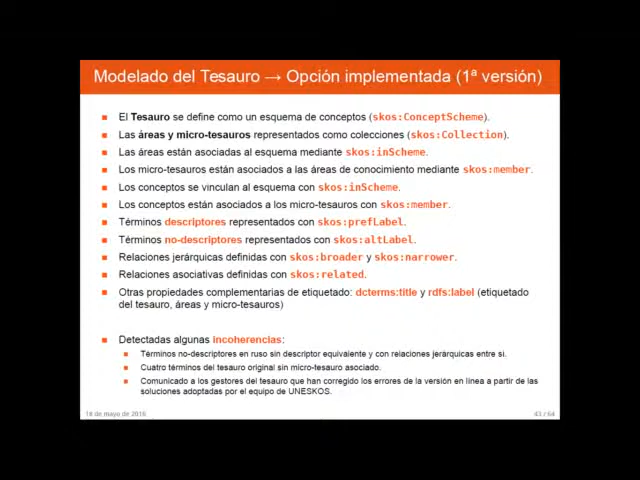 Modelado del Tesauro → Opción implementada (1ª versión)
El Tesauro se define como un esquema de conceptos (skos:ConceptScheme).
Las áreas y micro-tesauros representados como colecciones (skos:Collection).
Las áreas están asociadas al esquema mediante skos:inScheme.
Los micro-tesauros están asociados a las áreas de conocimiento mediante skos:member.
Los conceptos se vinculan al esquema con skos:inScheme.
Los conceptos están asociados a los micro-tesauros con skos:member.
Términos descriptores representados con skos:prefLabel.
Términos no-descriptores representados con skos:altLabel.
Relaciones jerárquicas definidas con skos:broader y skos:narrower.
Relaciones asociativas definidas con skos:related.
Otras propiedades complementarias de etiquetado: dcterms:title y rdfs:label (etiquetado
del tesauro, áreas y micro-tesauros)
Detectadas algunas incoherencias:
Términos no-descriptores en ruso sin descriptor equivalente y con relaciones jerárquicas entre si.
Cuatro términos del tesauro original sin micro-tesauro asociado.
Comunicado a los gestores del tesauro que han corregido los errores de la versión en línea a partir de las
soluciones adoptadas por el equipo de UNESKOS.
18 de mayo de 2016
43 / 64